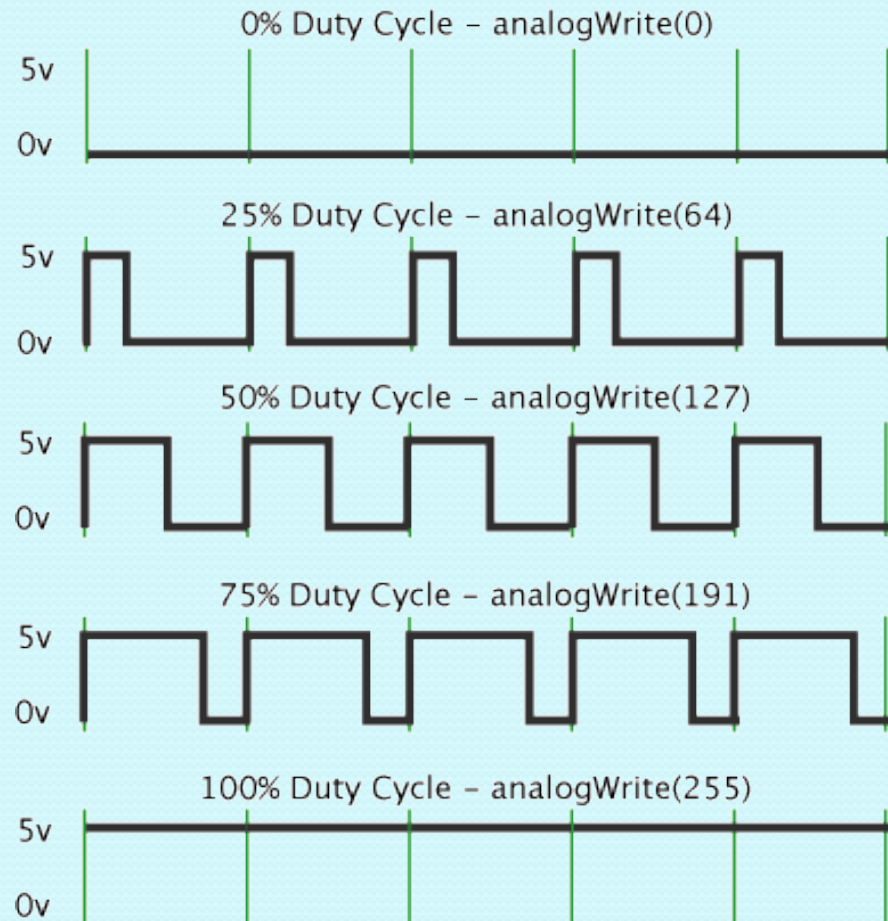 0% Duty Cycle – analogWrite(0)
5v
0v
25% Duty Cycle – analogWrite(64)
5v
0v
50% Duty Cycle – analogWrite(127)
5v
0v
75% Duty Cycle – analogWrite(191)
5v
0v
100% Duty Cycle – analogWrite(255)
5v
0v